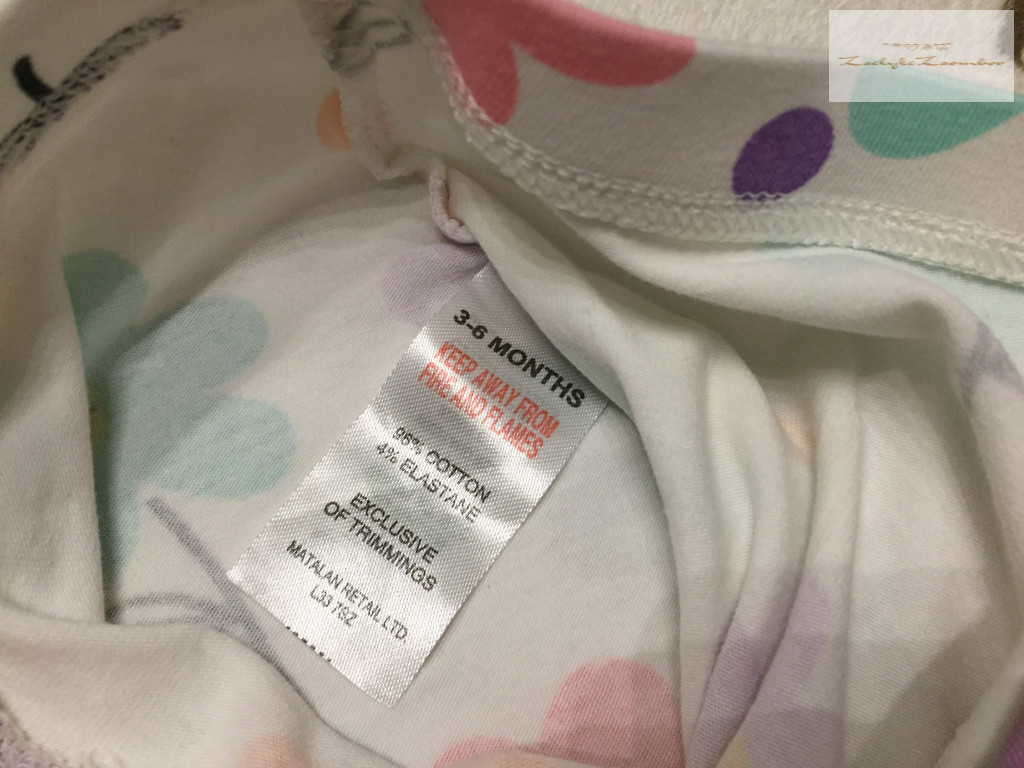 3-6 MONTHS
KEEP AWAY FROM
FIRE AND FLAMES
96% COTTON
4% ELASTANE
EXCLUSIVE
OF TRIMMINGS
MATALAN RETAIL LTD.
L33 7SZ